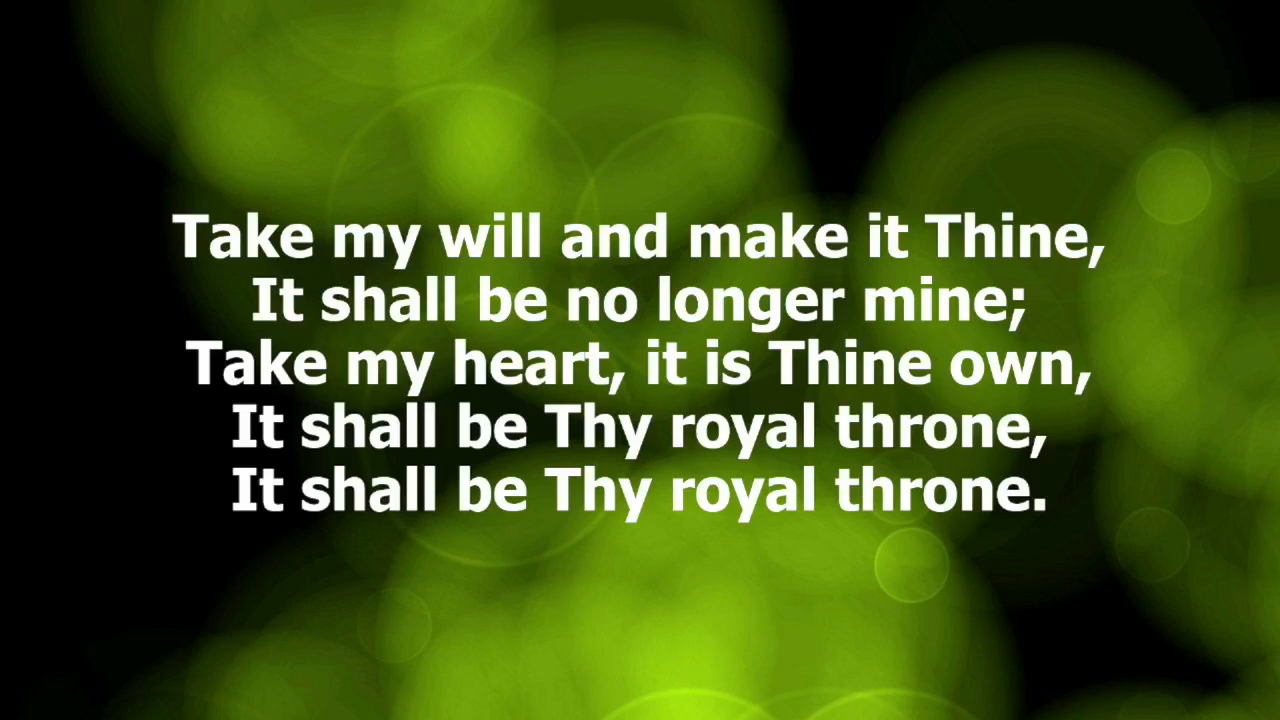 Take my will and make it Thine,
It shall be no longer mine;
Take my heart, it is Thine own,
It shall be Thy royal throne,
It shall be Thy royal throne.